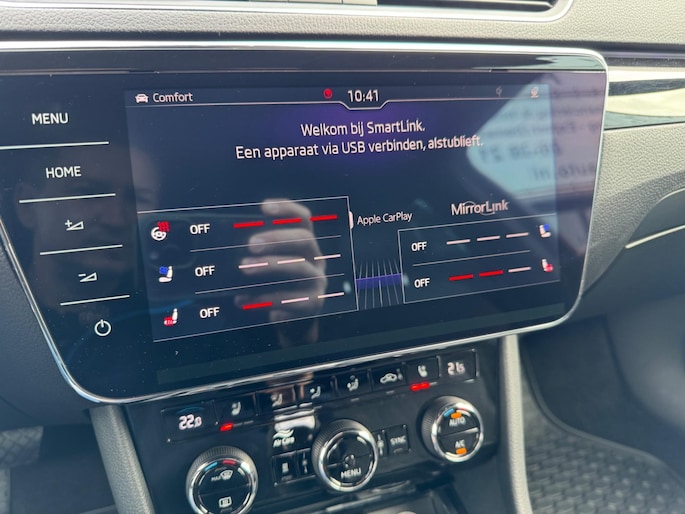 MENU
HOME
Comfort
10:41
Welkom bij SmartLink.
Een apparaat via USB verbinden, alstublieft.
Apple CarPlay
MirrorLink
OFF
OFF
OFF
OFF
OFF
22.0
21.5
MAX
MENU
SYNC
AUTO
A/C